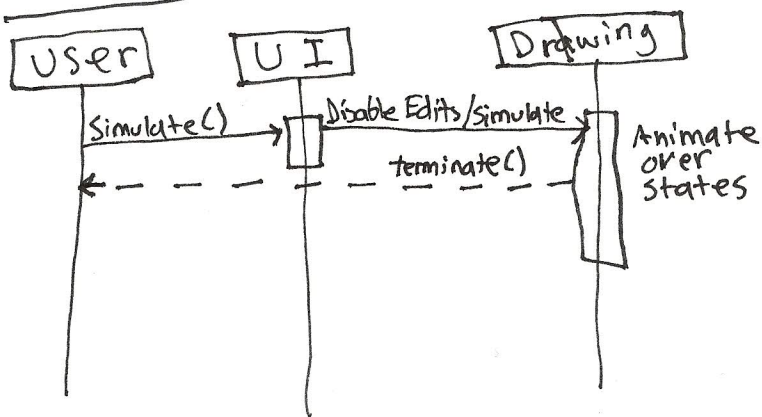 User
UI
Drawing
Simulate()
Disable Edits/simulate
terminate()
Animate
over
states